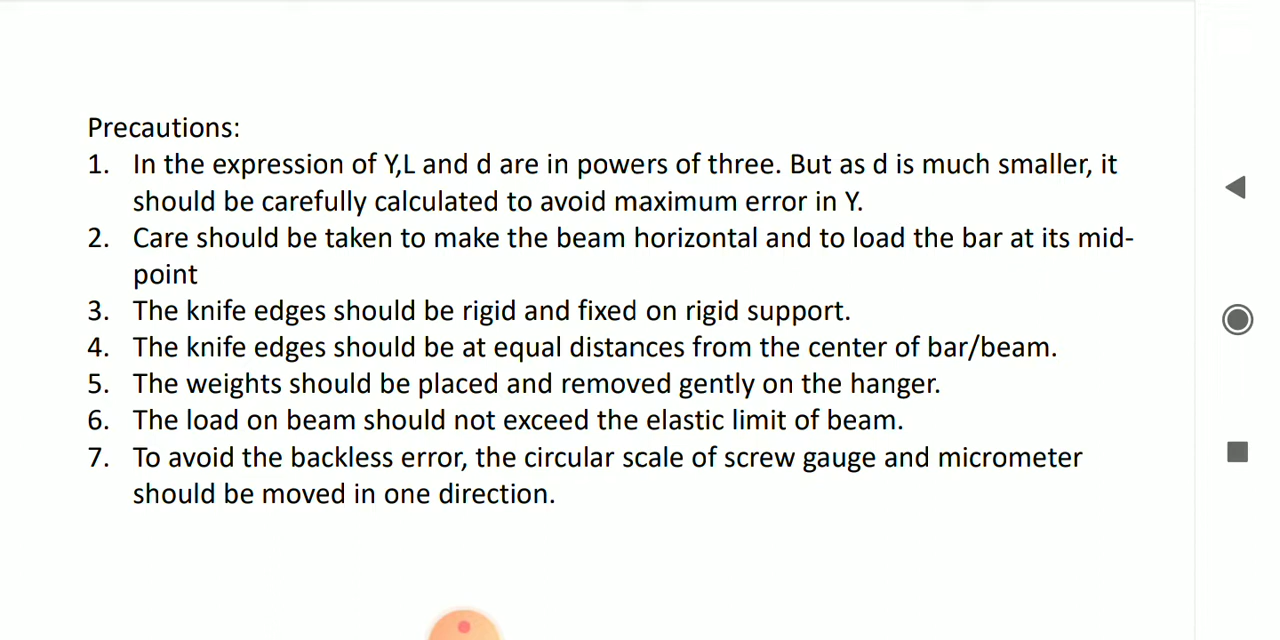 Precautions:
1. In the expression of Y,L and d are in powers of three. But as d is much smaller, it
should be carefully calculated to avoid maximum error in Y.
2. Care should be taken to make the beam horizontal and to load the bar at its mid-
point
3. The knife edges should be rigid and fixed on rigid support.
4. The knife edges should be at equal distances from the center of bar/beam.
5. The weights should be placed and removed gently on the hanger.
6. The load on beam should not exceed the elastic limit of beam.
7. To avoid the backless error, the circular scale of screw gauge and micrometer
should be moved in one direction.